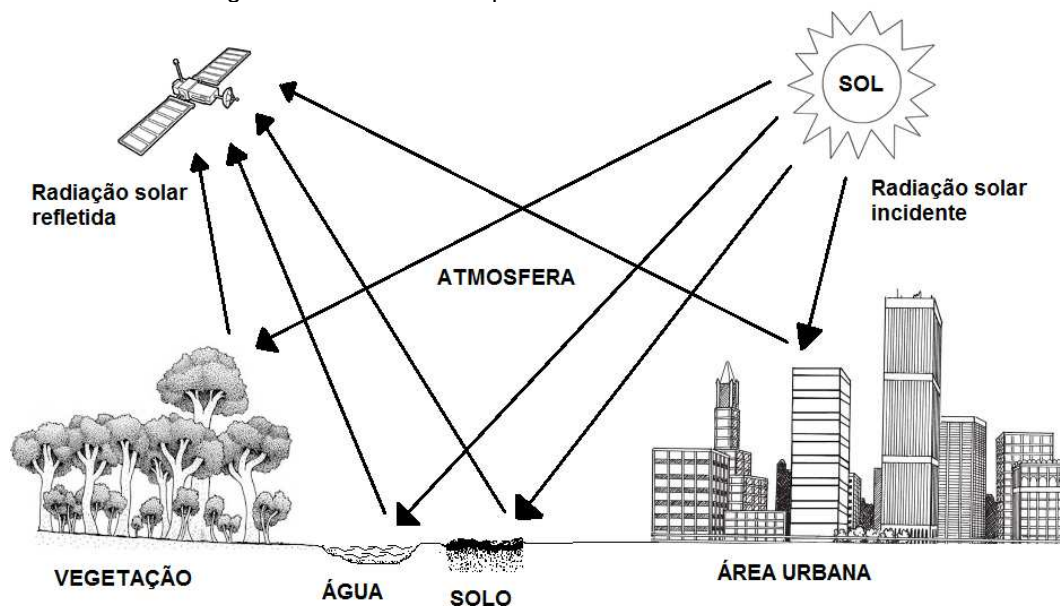 SOL
Radiação solar
refletida
Radiação solar
incidente
ATMOSFERA
VEGETAÇÃO
ÁGUA
SOLO
ÁREA URBANA